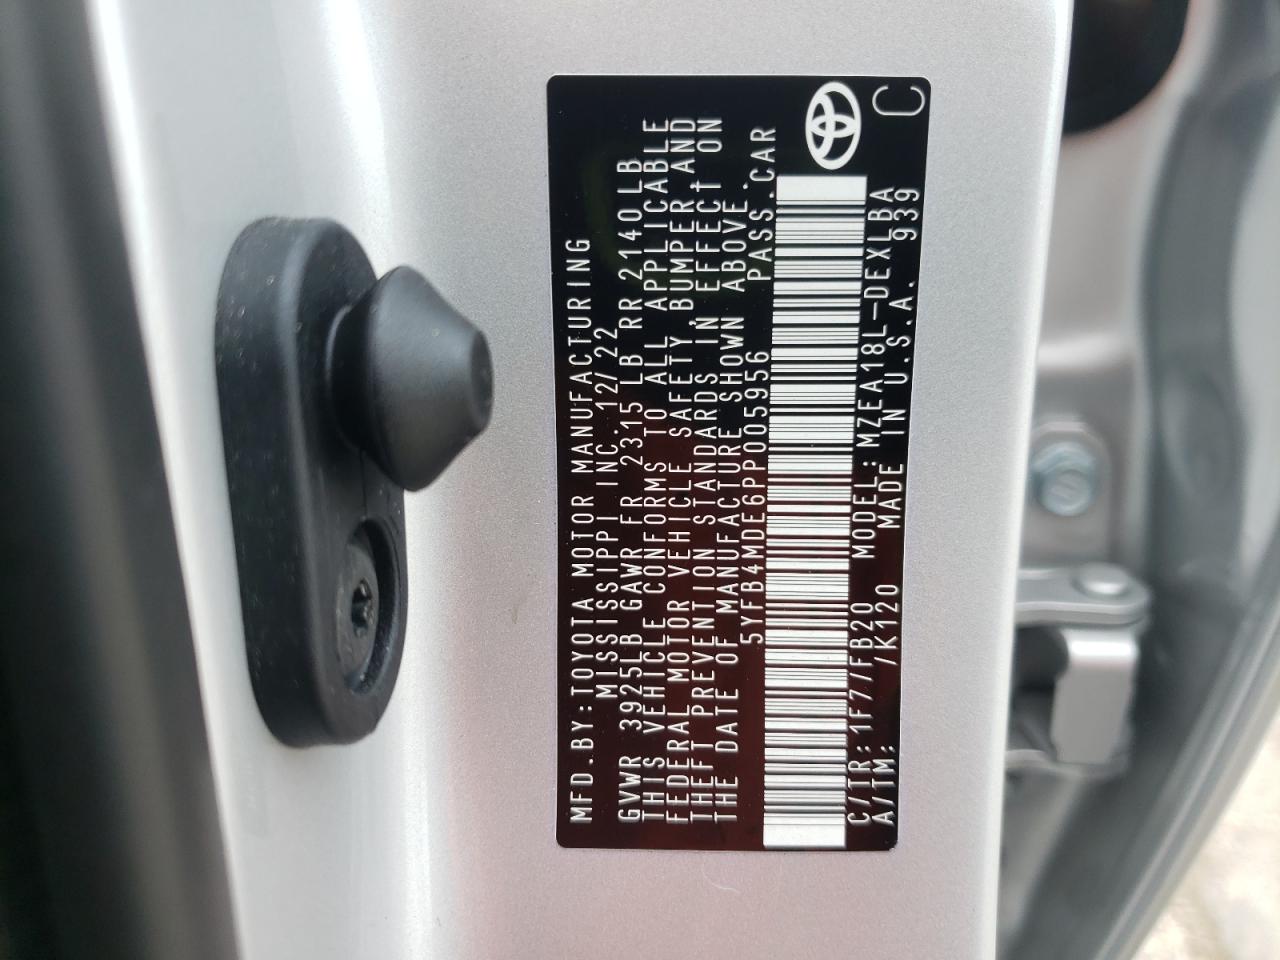 MFD.BY:TOYOTA MOTOR MANUFACTURING
MISSISSIPPI INC.12/22
GVWR 3925LB GAWR FR 2315 LB RR 2140 LB
THIS VEHICLE CONFORMS TO ALL APPLICABLE
FEDERAL MOTOR VEHICLE SAFETY, BUMPER, AND
THEFT PREVENTION STANDARDS IN EFFECT ON
THE DATE OF MANUFACTURE SHOWN ABOVE.
5YFB4MDE6PP005956 PASS.CAR
C/TR:1F7/FB20 MODEL:MZEA18L-DEXLBA
A/TM: /K120 MADE IN U.S.A. 939
C